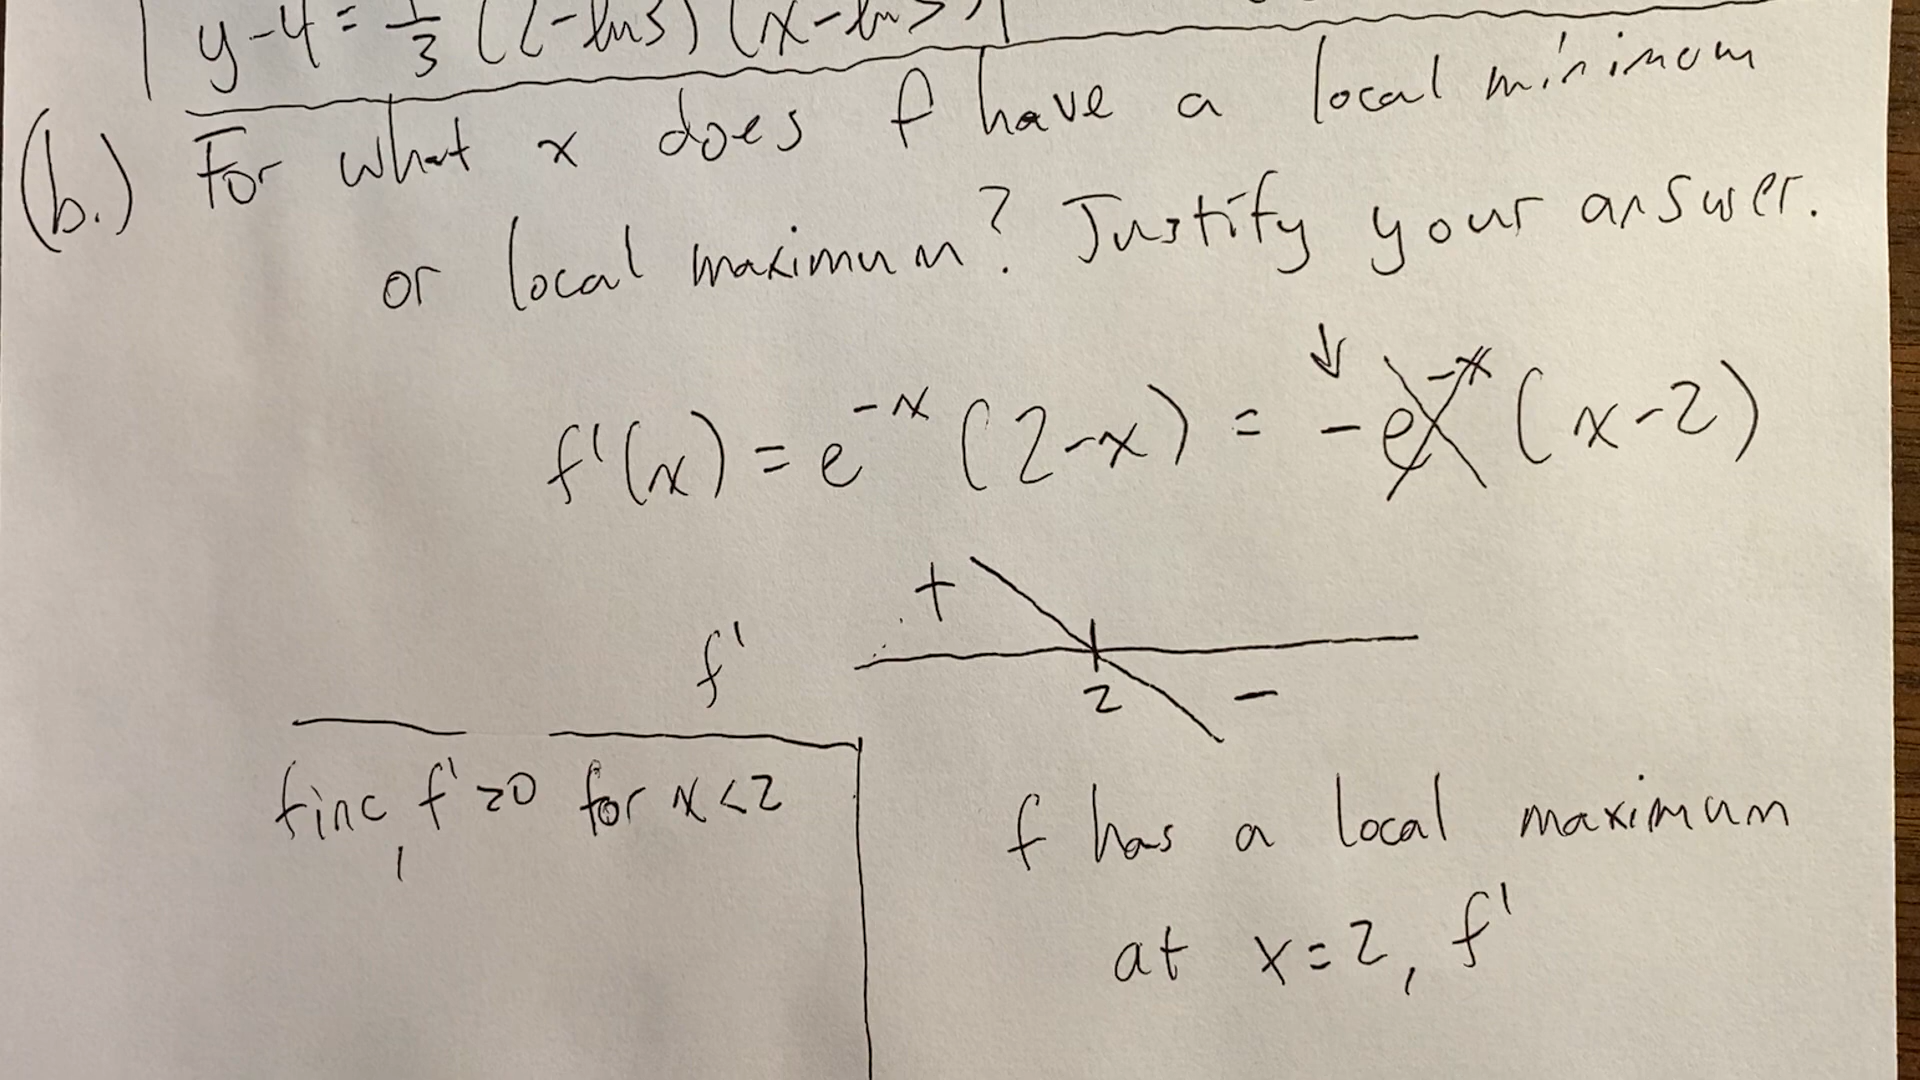 y-4 = 1/3 (2-ln3) (x-ln3)
(b.) For what x does f have a local minimum
or local maximum? Justify your answer.
f'(x) = e^-x (2-x) = -e^-x (x-2)
+
f'
2 -
f inc, f' ≥0 for x<2
f has a local maximum
at x=2, f'